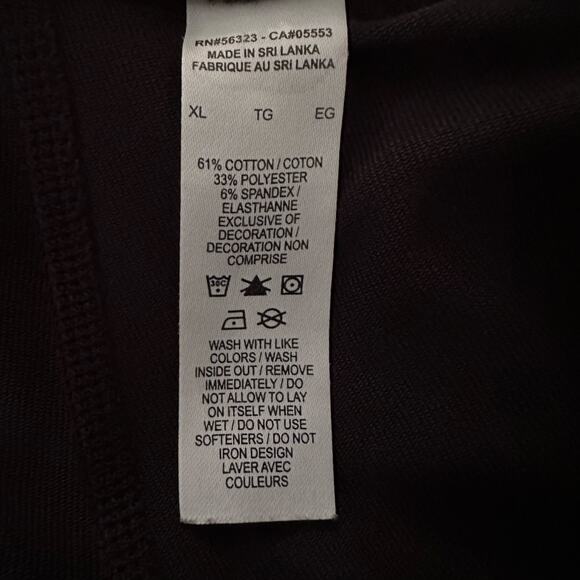 RN#56323 - CA#05553
MADE IN SRI LANKA
FABRIQUE AU SRI LANKA
XL TG EG
61% COTTON / COTON
33% POLYESTER
6% SPANDEX /
ELASTHANNE
EXCLUSIVE OF
DECORATION /
DECORATION NON
COMPRISE
30C
WASH WITH LIKE
COLORS / WASH
INSIDE OUT / REMOVE
IMMEDIATELY / DO
NOT ALLOW TO LAY
ON ITSELF WHEN
WET / DO NOT USE
SOFTENERS / DO NOT
IRON DESIGN
LAVER AVEC
COULEURS